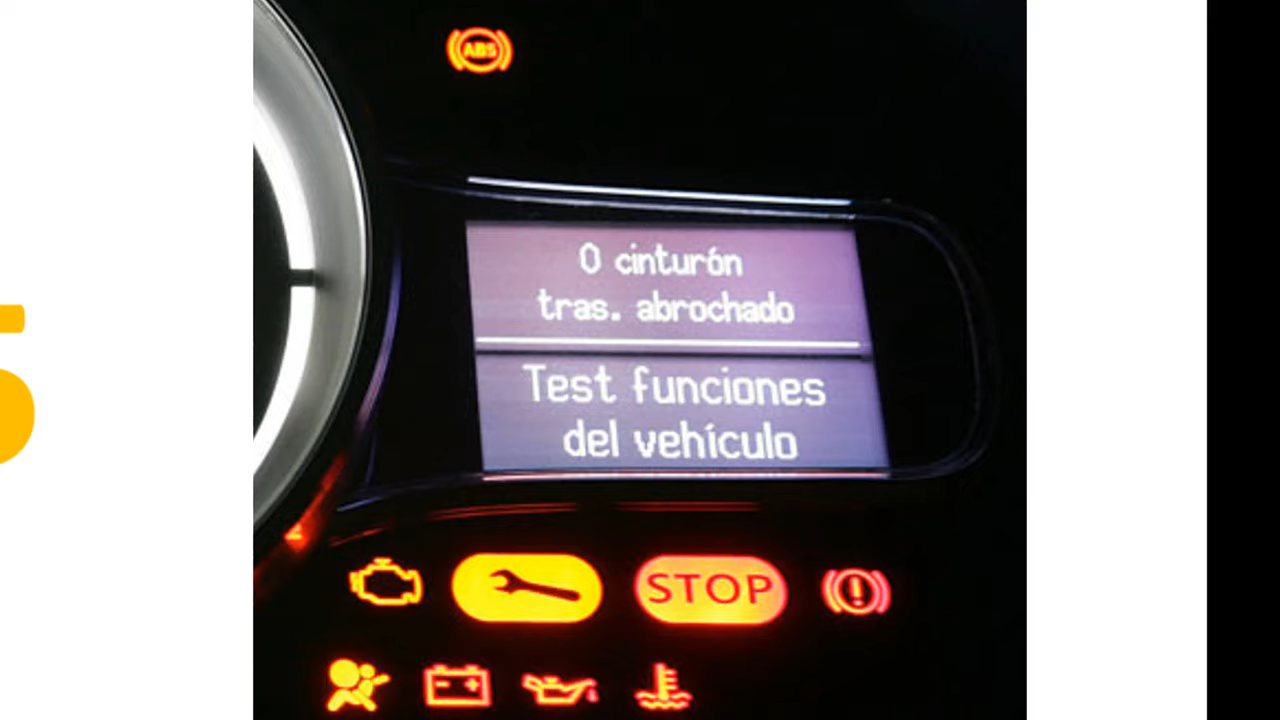 ABS
0 cinturón
tras. abrochado
Test funciones
del vehículo
STOP